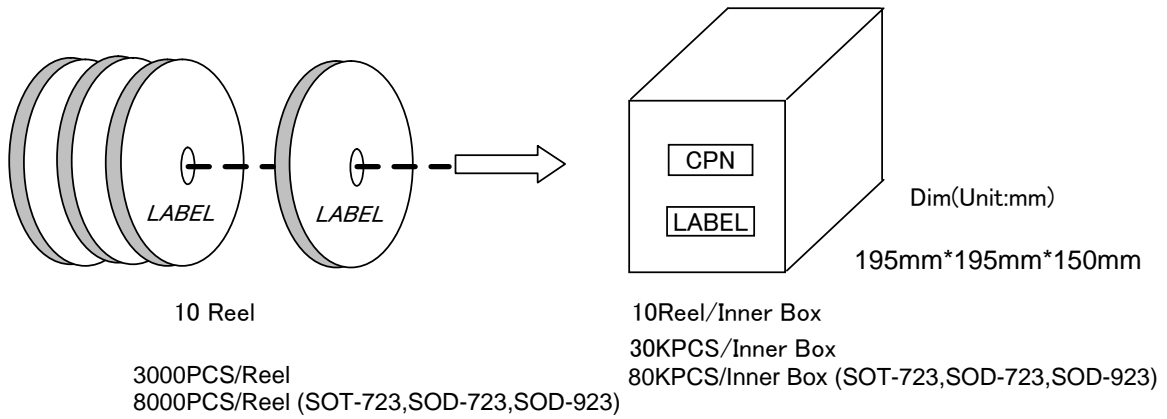 LABEL
LABEL
CPN
LABEL
Dim(Unit:mm)
195mm*195mm*150mm
10 Reel
3000PCS/Reel
8000PCS/Reel (SOT-723,SOD-723,SOD-923)
10Reel/Inner Box
30KPCS/Inner Box
80KPCS/Inner Box (SOT-723,SOD-723,SOD-923)